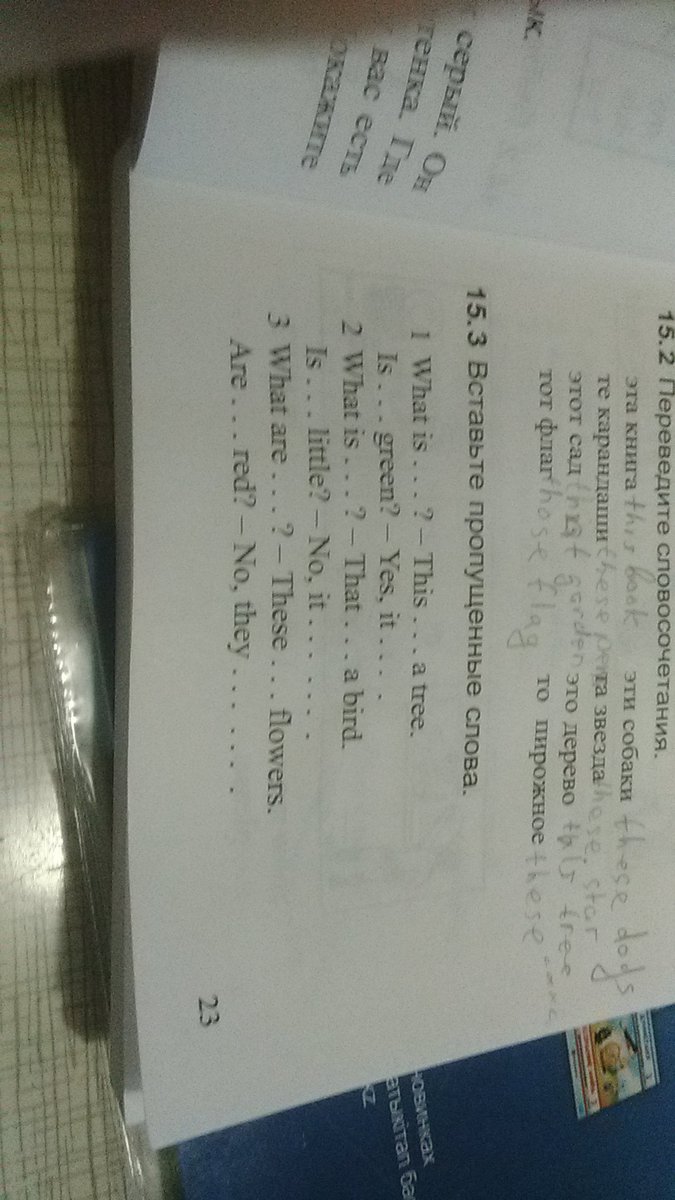 ык.
серый. Он
тенка. Где
вас есть
окажите
15.2 Переведите словосочетания.
эта книга this book эти собаки these dogs
те карандаши these та звезда these star
этот сад garden это дерево this tree
тот флаг those flag то пирожное these
15.3 Вставьте пропущенные слова.
1 What is . . . ? – This . . . a tree.
Is . . . green? – Yes, it . . . .
2 What is . . . ? – That . . . a bird.
Is . . . little? – No, it . . . . . . .
3 What are . . . ? – These . . . flowers.
Are . . . red? – No, they . . . . . . .
23
новинках